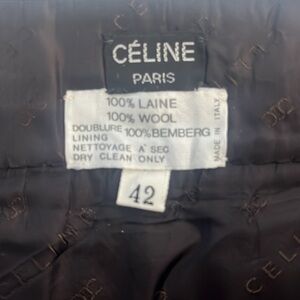 CÉLINE
PARIS
100% LAINE
100% WOOL
DOUBLURE 100%BEMBERG
LINING
NETTOYAGE A SEC
DRY CLEAN ONLY
MADE IN ITALY
42
CELINE